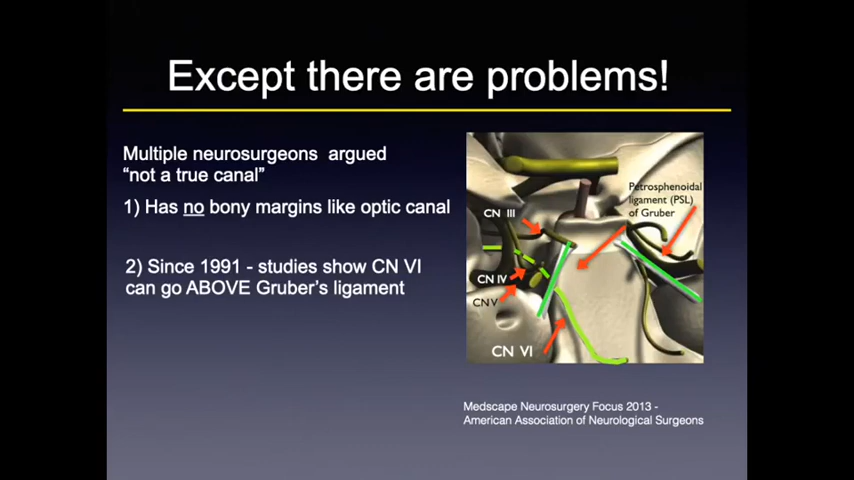 Except there are problems!
Multiple neurosurgeons argued
“not a true canal”
1) Has no bony margins like optic canal
2) Since 1991 - studies show CN VI
can go ABOVE Gruber’s ligament
Petrosphenoidal
ligament (PSL)
of Gruber
CN III
CN IV
CN V
CN VI
Medscape Neurosurgery Focus 2013 -
American Association of Neurological Surgeons